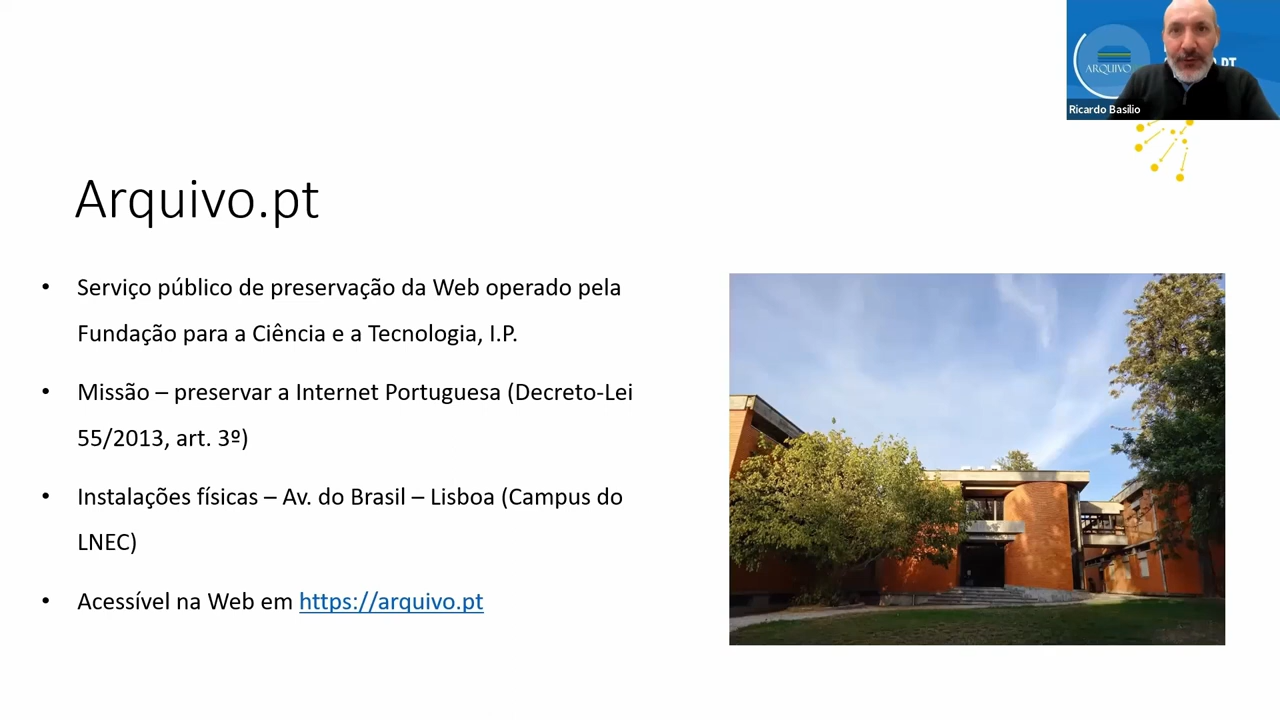 ARQUIVO
Ricardo Basílio
Arquivo.pt
• Serviço público de preservação da Web operado pela
Fundação para a Ciência e a Tecnologia, I.P.
• Missão – preservar a Internet Portuguesa (Decreto-Lei
55/2013, art. 3º)
• Instalações físicas – Av. do Brasil – Lisboa (Campus do
LNEC)
• Acessível na Web em https://arquivo.pt